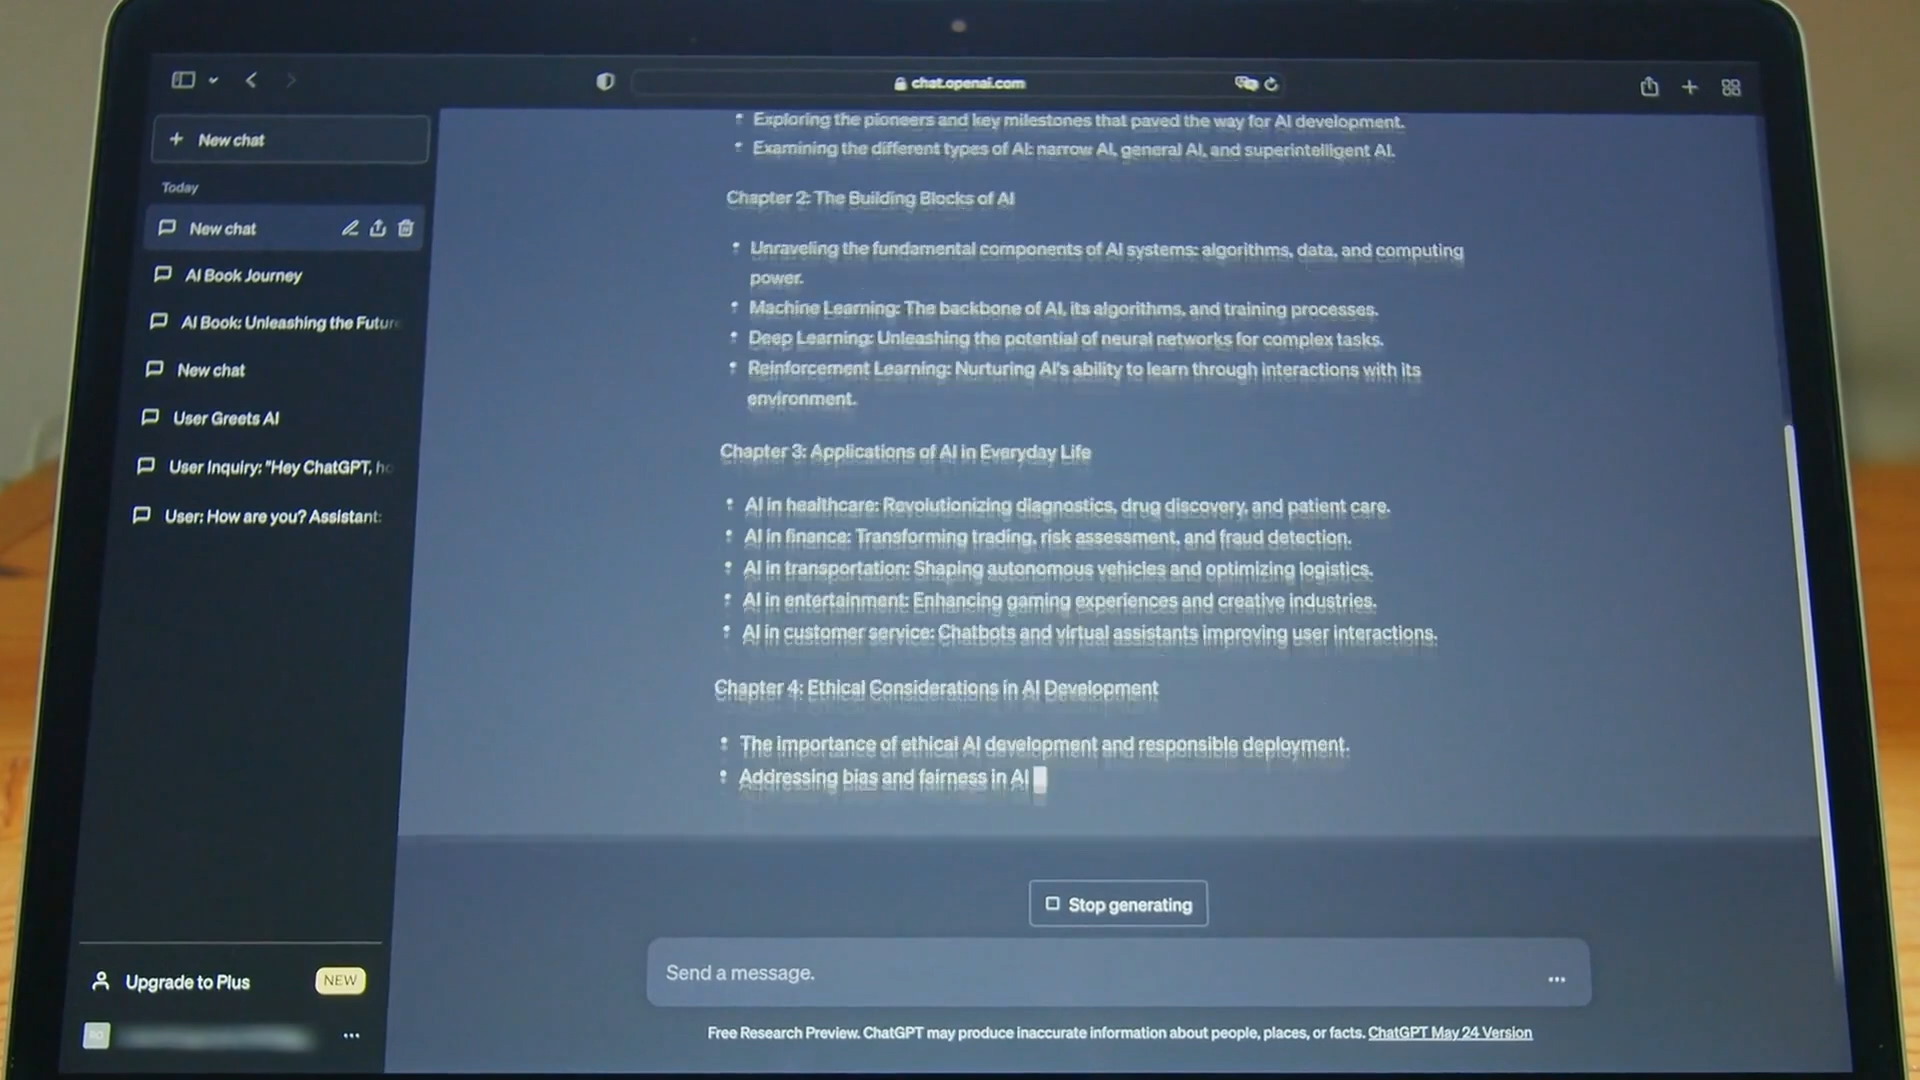 chat.openai.com
New chat
Today
New chat
AI Book Journey
AI Book: Unleashing the Future
New chat
User Greets AI
User Inquiry: "Hey ChatGPT, ho
User: How are you? Assistant:
Upgrade to Plus
NEW
Exploring the pioneers and key milestones that paved the way for AI development.
Examining the different types of AI: narrow AI, general AI, and superintelligent AI.
Chapter 2: The Building Blocks of AI
Unraveling the fundamental components of AI systems: algorithms, data, and computing
power.
Machine Learning: The backbone of AI, its algorithms, and training processes.
Deep Learning: Unleashing the potential of neural networks for complex tasks.
Reinforcement Learning: Nurturing AI's ability to learn through interactions with its
environment.
Chapter 3: Applications of AI in Everyday Life
AI in healthcare: Revolutionizing diagnostics, drug discovery, and patient care.
AI in finance: Transforming trading, risk assessment, and fraud detection.
AI in transportation: Shaping autonomous vehicles and optimizing logistics.
AI in entertainment: Enhancing gaming experiences and creative industries.
AI in customer service: Chatbots and virtual assistants improving user interactions.
Chapter 4: Ethical Considerations in AI Development
The importance of ethical AI development and responsible deployment.
Addressing bias and fairness in AI
Stop generating
Send a message.
Free Research Preview. ChatGPT may produce inaccurate information about people, places, or facts. ChatGPT May 24 Version